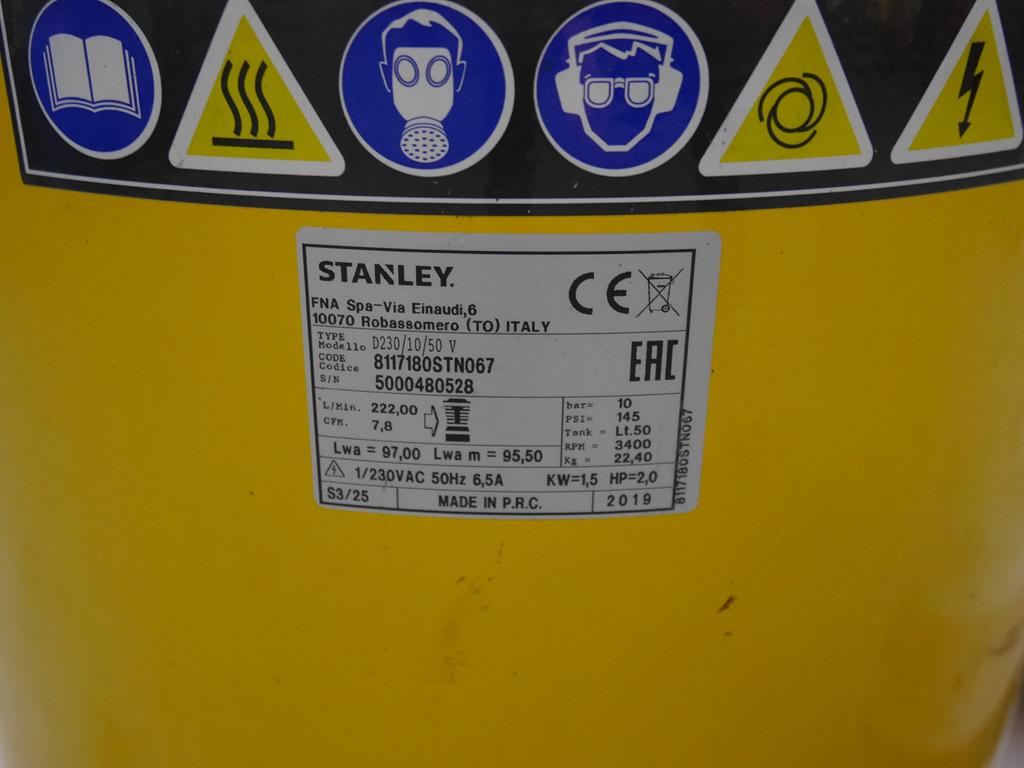 STANLEY.
CE
FNA Spa-Via Einaudi,6
10070 Robassomero (TO) ITALY
TYPE
Modello D230/10/50 V
CODE
Codice 8117180STN067
S/N 5000480528
EAC
L/Min. 222,00
CFM. 7,8
bar= 10
PSI= 145
Tank = Lt.50
RPM = 3400
Kg = 22,40
Lwa = 97,00 Lwa m = 95,50
1/230VAC 50Hz 6,5A KW=1,5 HP=2,0
S3/25 MADE IN P.R.C. 2019
8117180STN067